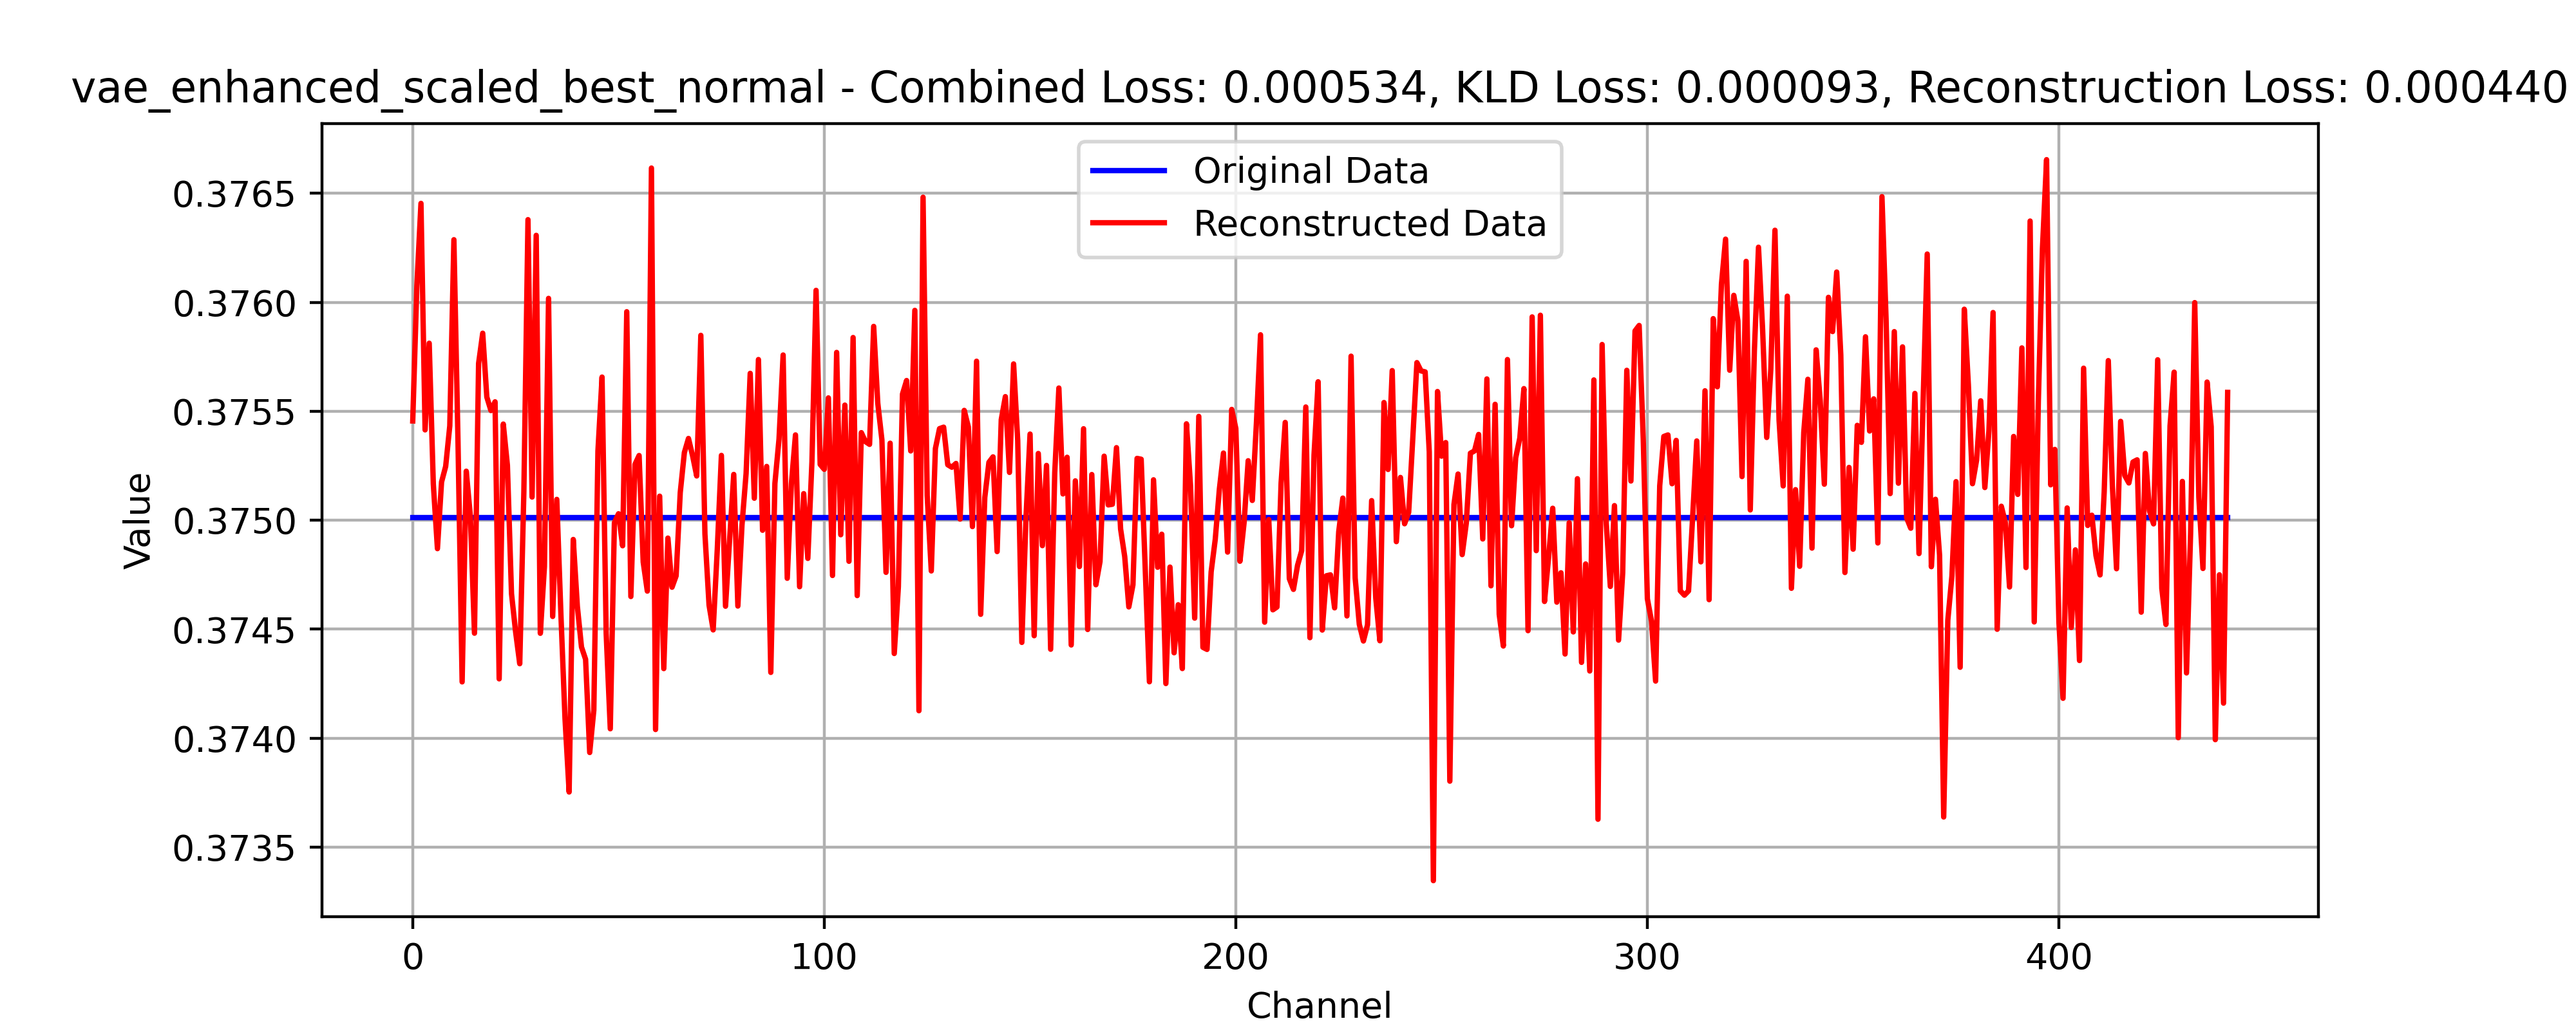 vae_enhanced_scaled_best_normal - Combined Loss: 0.000534, KLD Loss: 0.000093, Reconstruction Loss: 0.000440
Original Data
Reconstructed Data
0.3765
0.3760
0.3755
0.3750
0.3745
0.3740
0.3735
Value
0 100 200 300 400
Channel